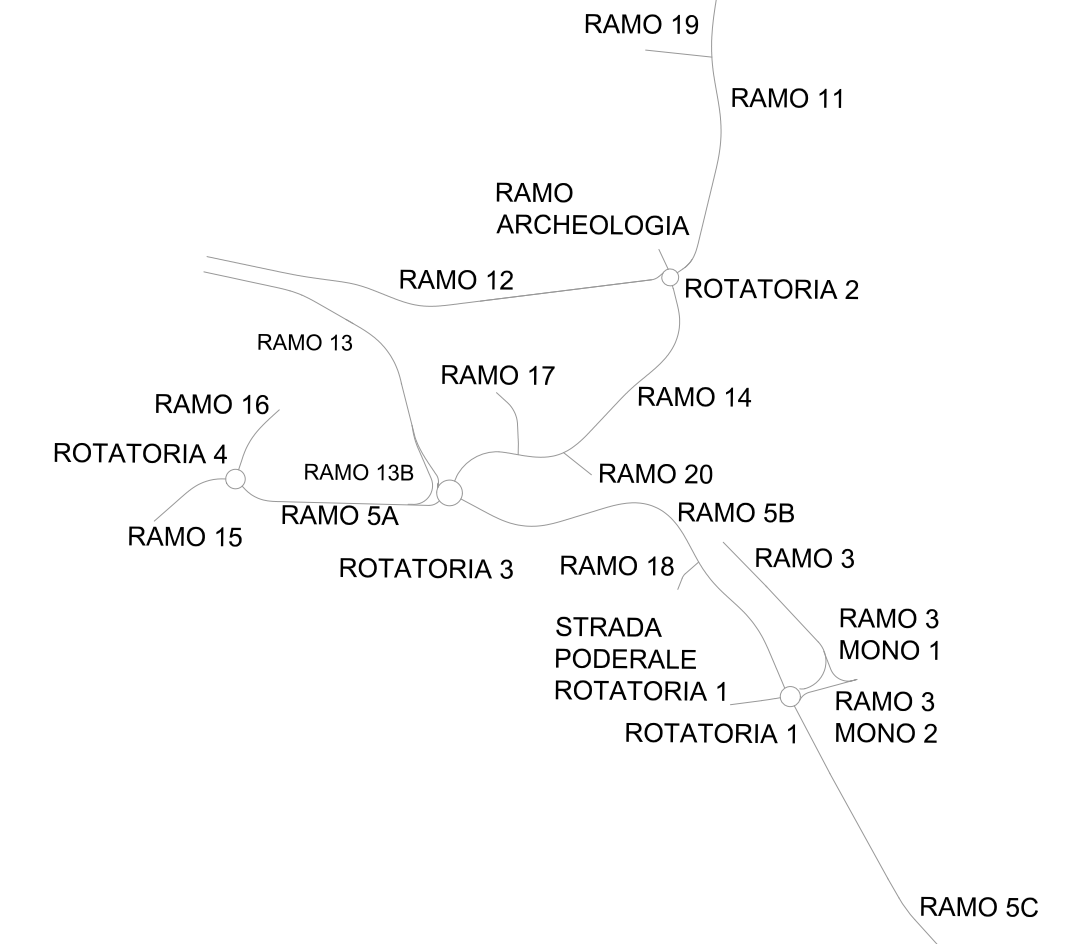 RAMO 19
RAMO 11
RAMO
ARCHEOLOGIA
RAMO 12
ROTATORIA 2
RAMO 13
RAMO 17
RAMO 14
RAMO 16
ROTATORIA 4
RAMO 13B
RAMO 20
RAMO 5A
RAMO 5B
RAMO 15
ROTATORIA 3
RAMO 18
RAMO 3
RAMO 3
MONO 1
STRADA
PODERALE
ROTATORIA 1
RAMO 3
MONO 2
ROTATORIA 1
RAMO 5C